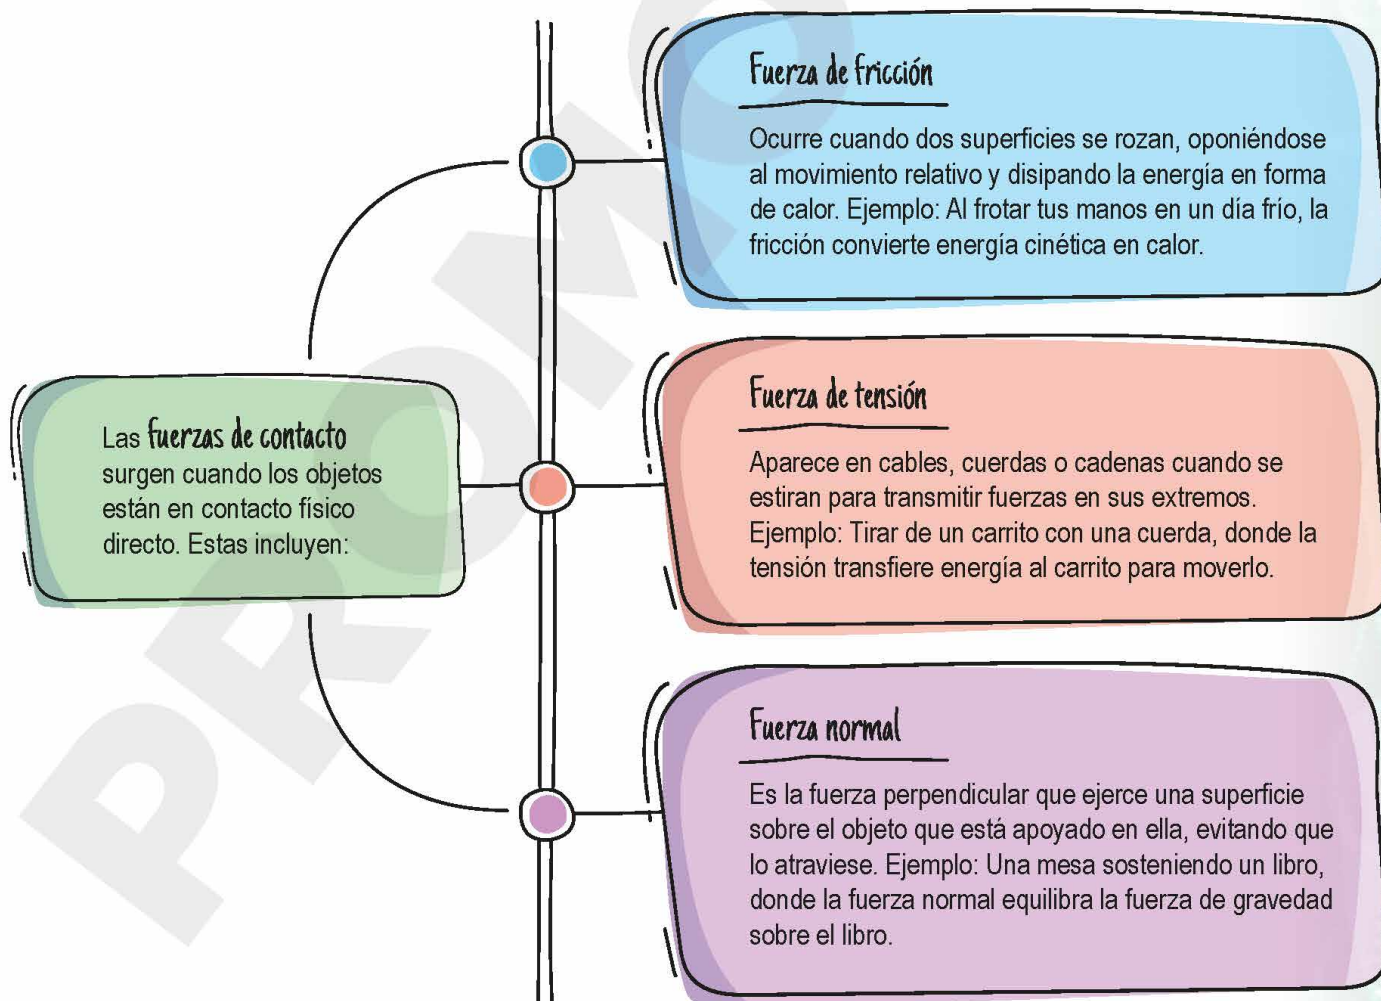 Fuerza de fricción
Ocurre cuando dos superficies se rozan, oponiéndose
al movimiento relativo y disipando la energía en forma
de calor. Ejemplo: Al frotar tus manos en un día frío, la
fricción convierte energía cinética en calor.
Las fuerzas de contacto
surgen cuando los objetos
están en contacto físico
directo. Estas incluyen:
Fuerza de tensión
Aparece en cables, cuerdas o cadenas cuando se
estiran para transmitir fuerzas en sus extremos.
Ejemplo: Tirar de un carrito con una cuerda, donde la
tensión transfiere energía al carrito para moverlo.
Fuerza normal
Es la fuerza perpendicular que ejerce una superficie
sobre el objeto que está apoyado en ella, evitando que
lo atraviese. Ejemplo: Una mesa sosteniendo un libro,
donde la fuerza normal equilibra la fuerza de gravedad
sobre el libro.
PROMO